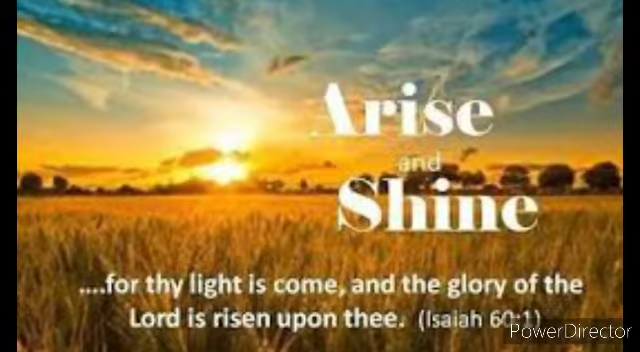 Arise
and
Shine
....for thy light is come, and the glory of the
Lord is risen upon thee. (Isaiah 60:1)
PowerDirector